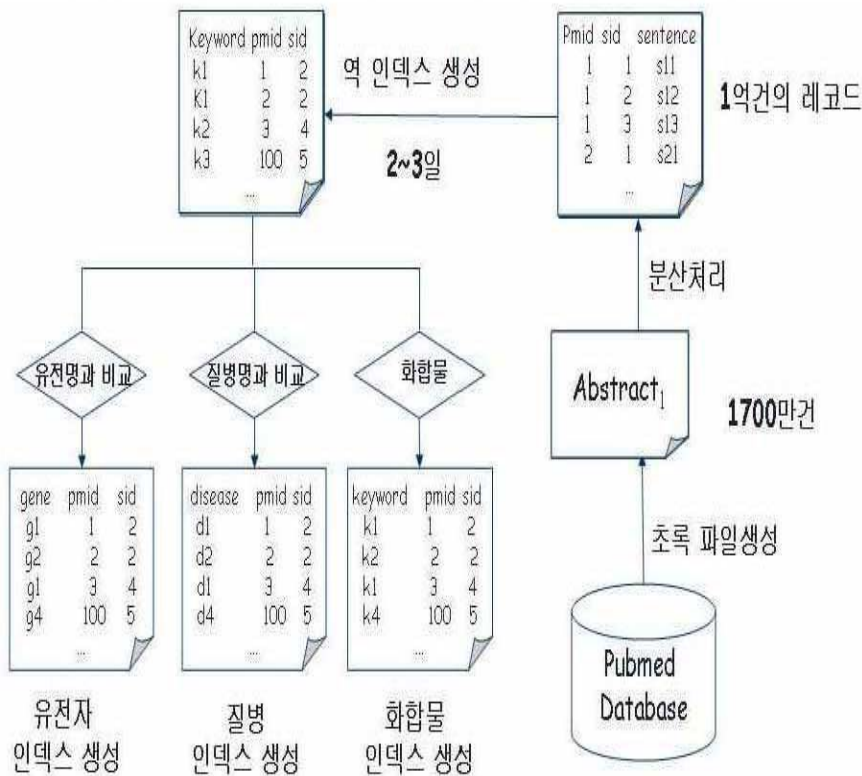 Keyword pmid sid
k1 1 2
K1 2 2
k2 3 4
k3 100 5
...
역 인덱스 생성
2~3일
Pmid sid sentence
1 1 s11
1 2 s12
1 3 s13
2 1 s21
...
1억건의 레코드
분산처리
Abstract1
1700만건
초록 파일생성
Pubmed
Database
유전명과 비교
질병명과 비교
화합물
gene pmid sid
g1 1 2
g2 2 2
g1 3 4
g4 100 5
...
유전자
인덱스 생성
disease pmid sid
d1 1 2
d2 2 2
d1 3 4
d4 100 5
...
질병
인덱스 생성
keyword pmid sid
k1 1 2
k2 2 2
k1 3 4
k4 100 5
...
화합물
인덱스 생성